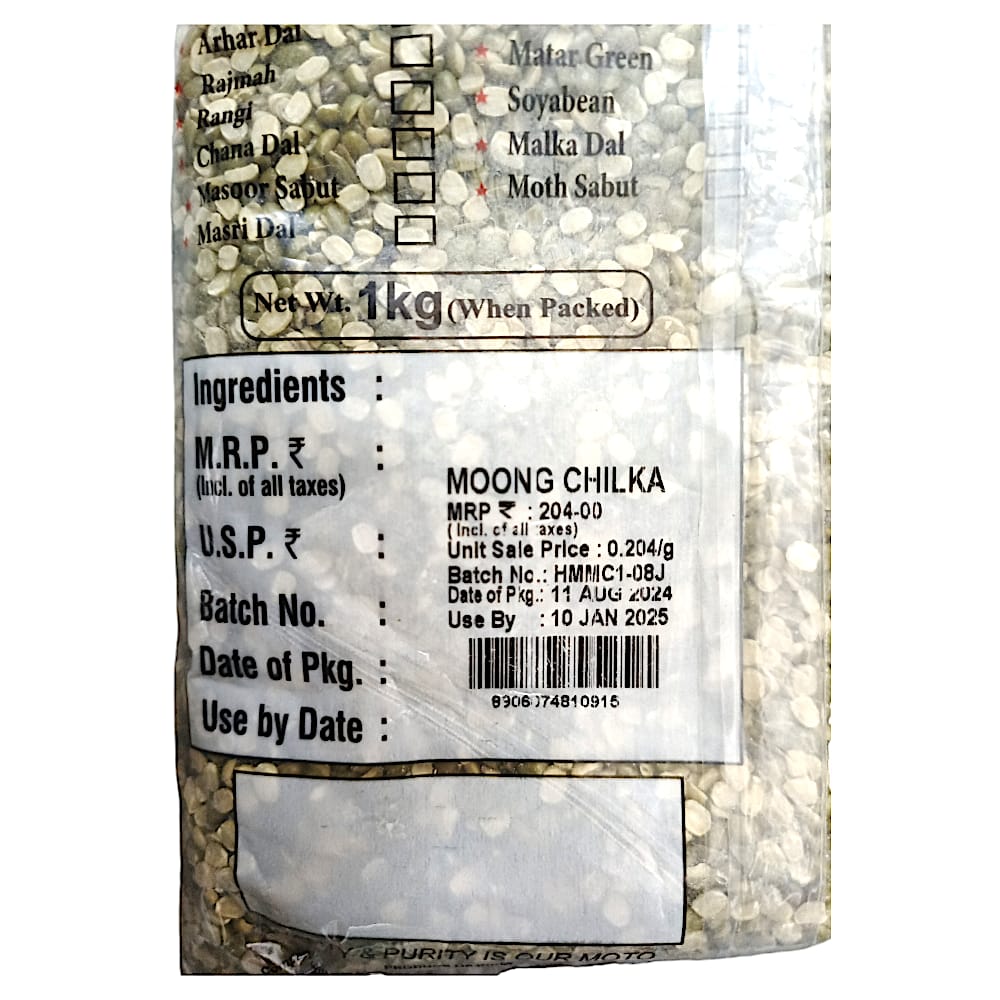 Arhar Dal
Rajmah
Rangi
Chana Dal
Masoor Sabut
Masri Dal
Matar Green
Soyabean
Malka Dal
Moth Sabut
Net Wt. 1kg (When Packed)
Ingredients :
M.R.P. ₹ :
(Incl. of all taxes)
U.S.P. ₹ :
Batch No. :
Date of Pkg. :
Use by Date :
MOONG CHILKA
MRP ₹ : 204-00
(Incl. of all taxes)
Unit Sale Price : 0.204/g
Batch No.: HMMC1-08J
Date of Pkg.: 11 AUG 2024
Use By : 10 JAN 2025
8906074810915
& PURITY IS OUR MOTO